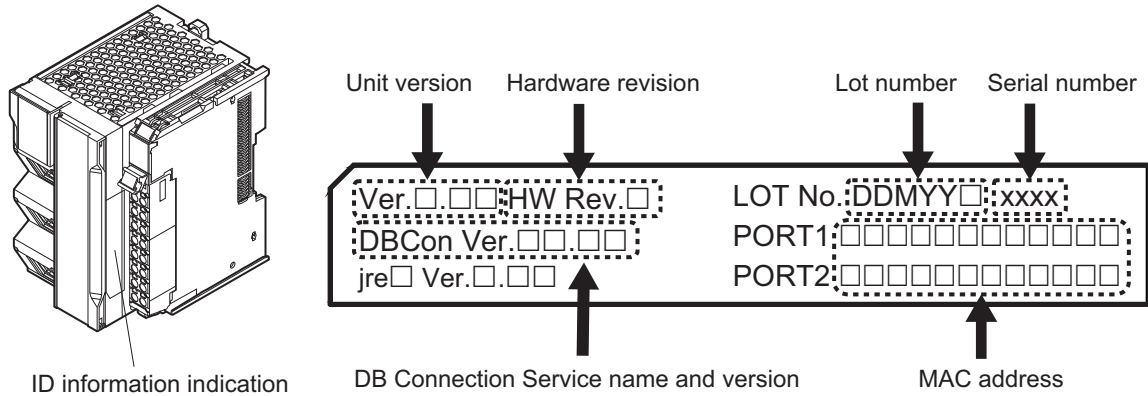 Unit version Hardware revision Lot number Serial number
Ver.□.□□ HW Rev.□ LOT No. DDMYY□ xxxx
DBCon Ver.□□.□□ PORT1 □□□□□□□□□□□□
jre□ Ver.□.□□ PORT2 □□□□□□□□□□□□
ID information indication DB Connection Service name and version MAC address